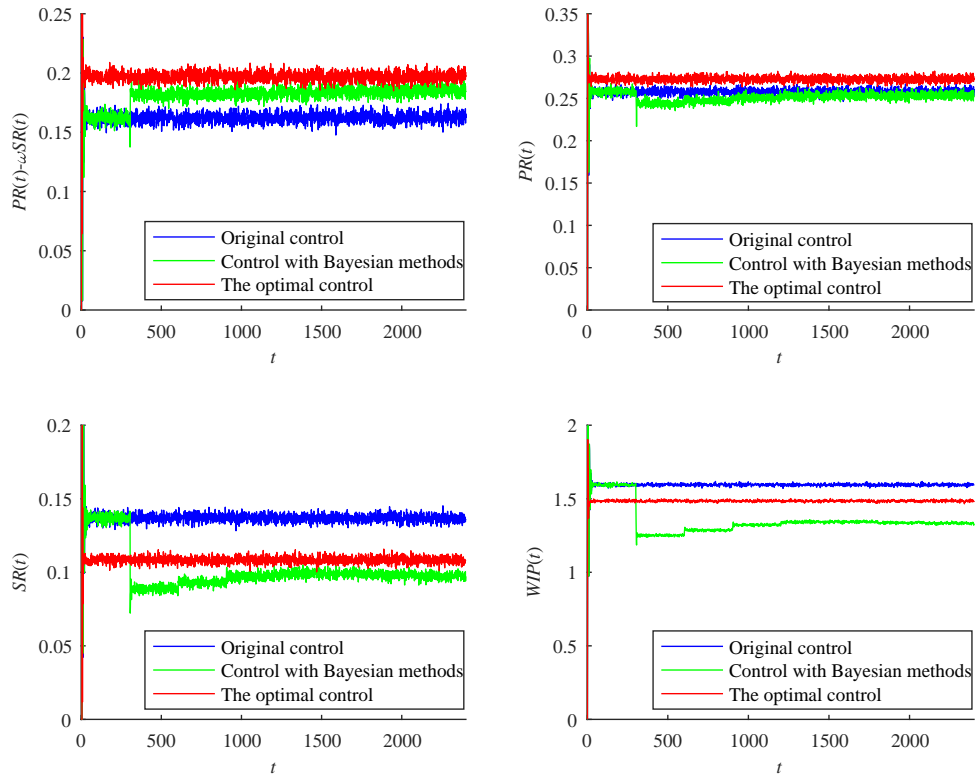 0.25
0.2
0.15
0.1
0.05
0
PR(t)-ωSR(t)
Original control
Control with Bayesian methods
The optimal control
0 500 1000 1500 2000
t
0.35
0.3
0.25
0.2
0.15
0.1
0.05
0
PR(t)
Original control
Control with Bayesian methods
The optimal control
0 500 1000 1500 2000
t
0.2
0.15
0.1
0.05
0
SR(t)
Original control
Control with Bayesian methods
The optimal control
0 500 1000 1500 2000
t
2
1.5
1
0.5
0
WIP(t)
Original control
Control with Bayesian methods
The optimal control
0 500 1000 1500 2000
t